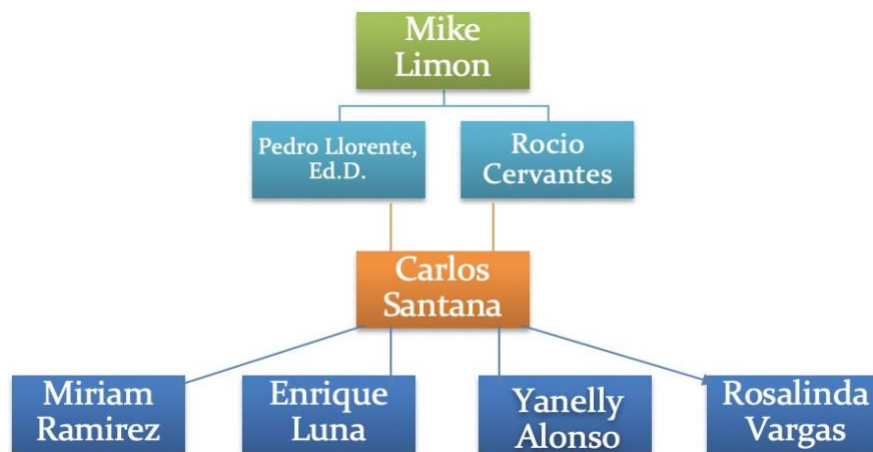 Mike
Limon
Pedro Llorente,
Ed.D.
Rocio
Cervantes
Carlos
Santana
Miriam
Ramirez
Enrique
Luna
Yanelly
Alonso
Rosalinda
Vargas